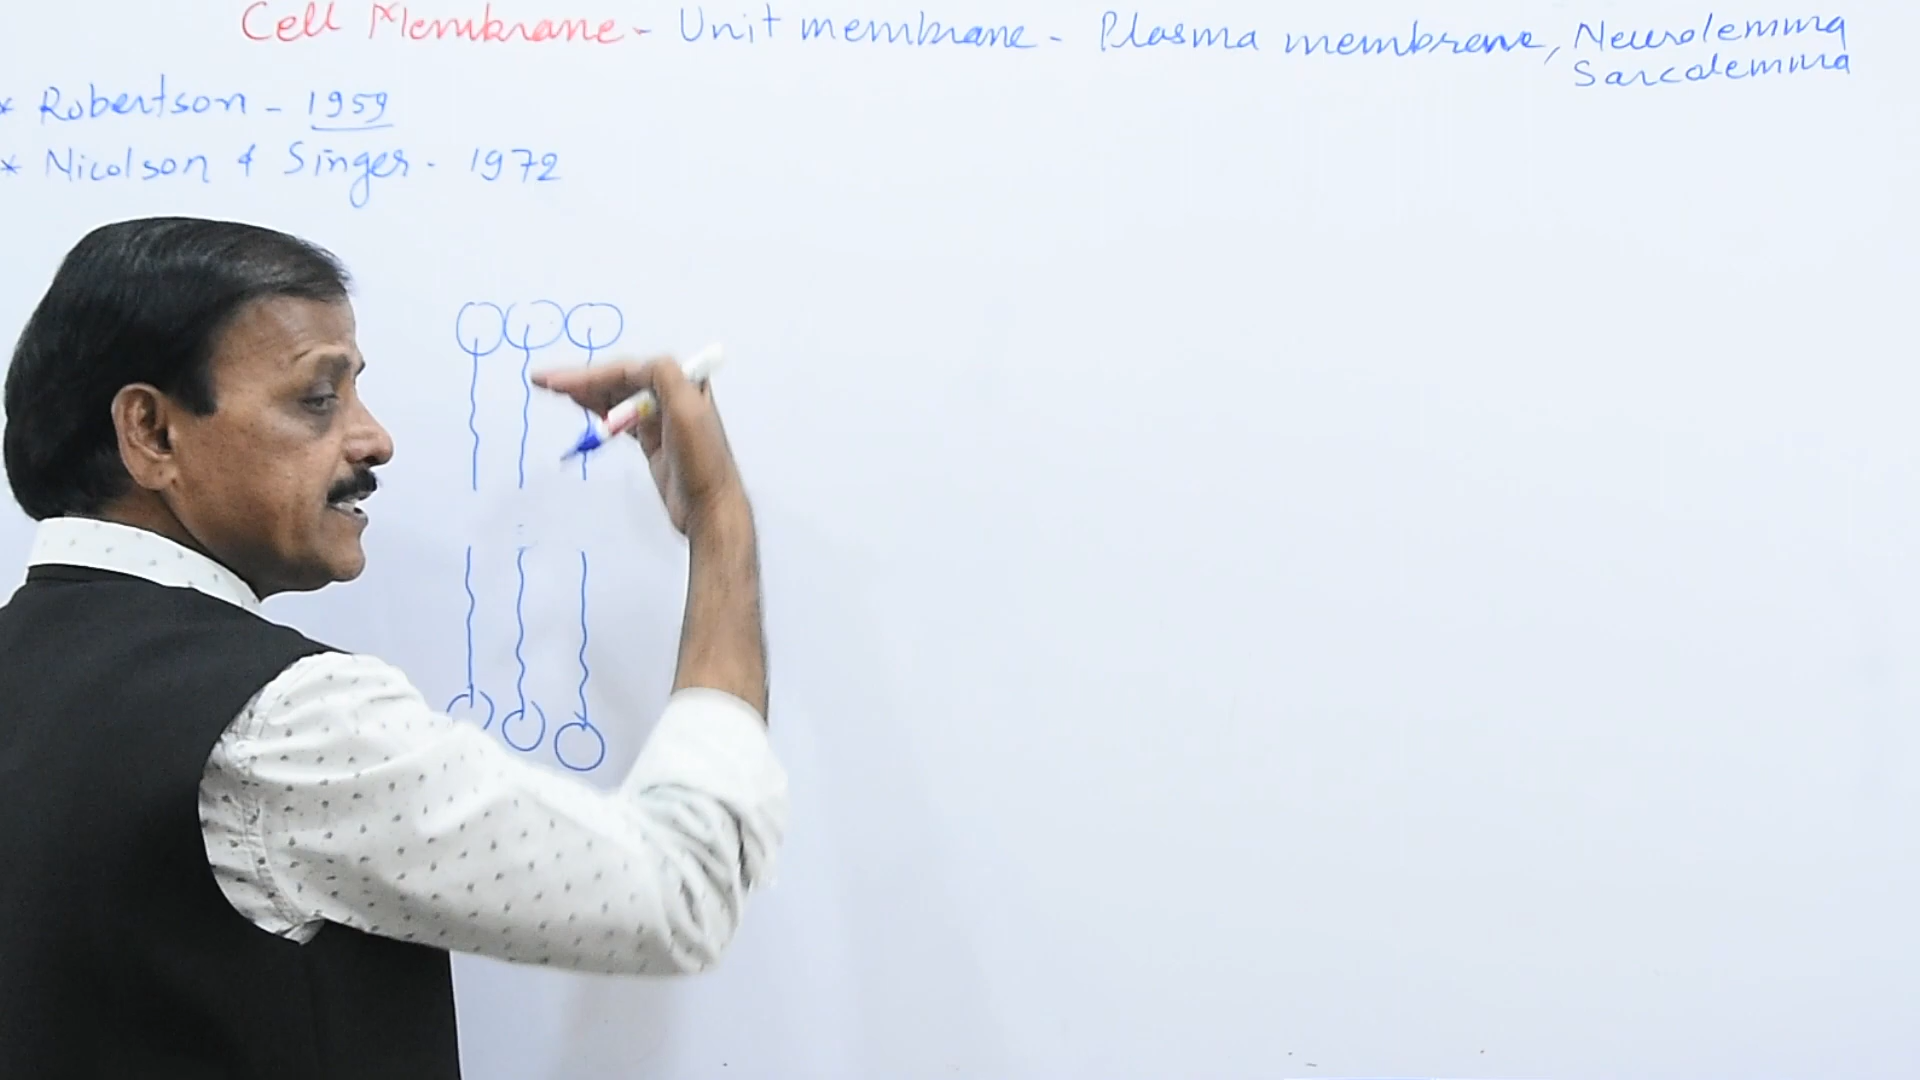 Cell Membrane - Unit membrane - Plasma membrane, Neurolemma
Sarcolemma
* Robertson - 1959
* Nicolson & Singer - 1972